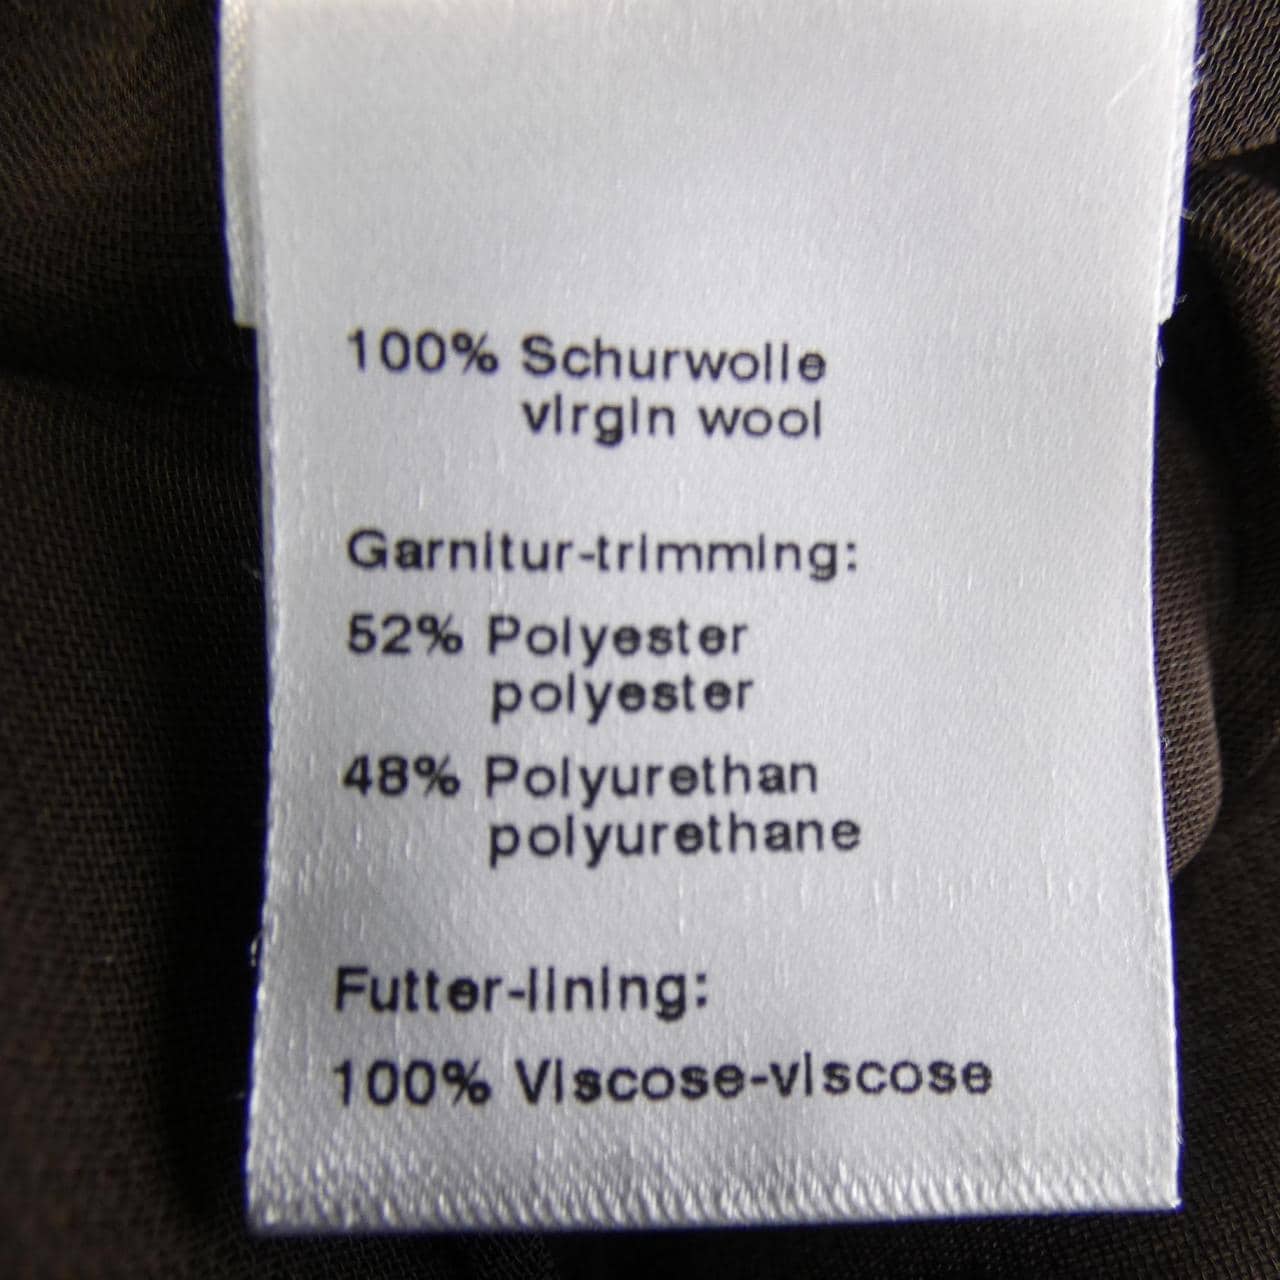 100% Schurwolle
virgin wool
Garnitur-trimming:
52% Polyester
polyester
48% Polyurethan
polyurethane
Futter-lining:
100% Viscose-viscose